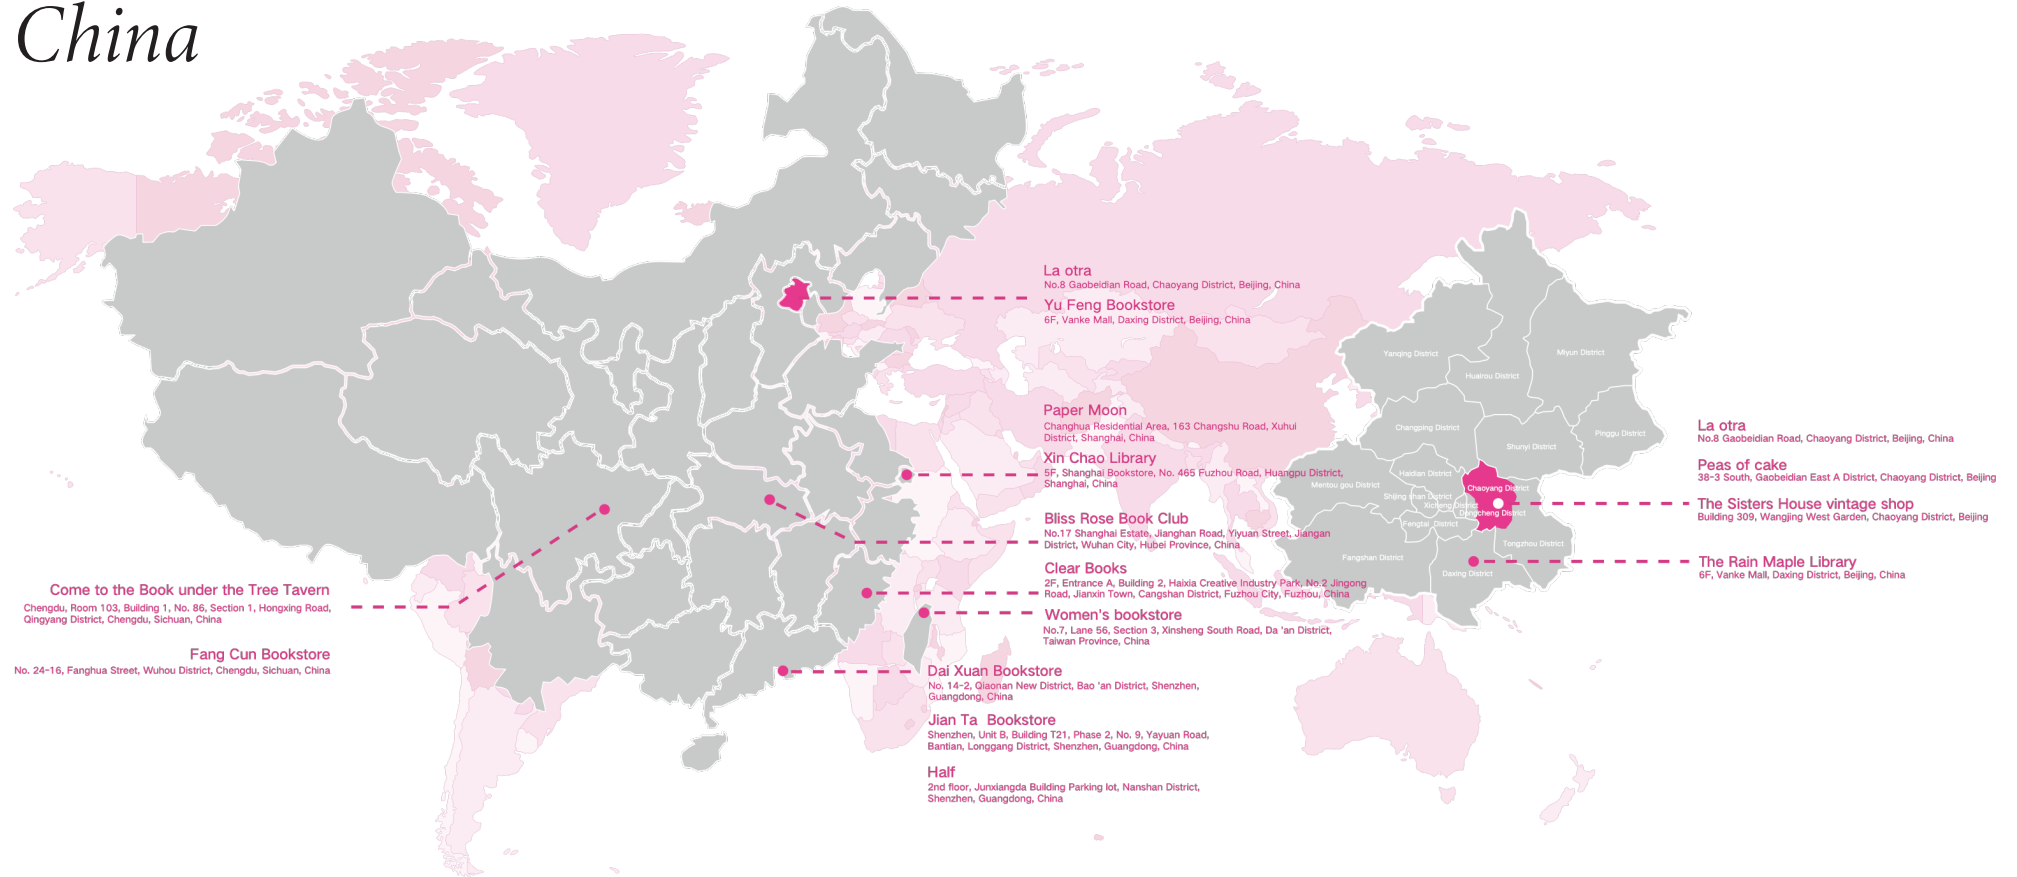 China
La otra
No.8 Gaobeidian Road, Chaoyang District, Beijing, China
Yu Feng Bookstore
6F, Vanke Mall, Daxing District, Beijing, China
Paper Moon
Changhua Residential Area, 163 Changshu Road, Xuhui
District, Shanghai, China
Xin Chao Library
5F, Shanghai Bookstore, No. 465 Fuzhou Road, Huangpu District,
Shanghai, China
Bliss Rose Book Club
No.17 Shanghai Estate, Jianghan Road, Yiyuan Street, Jiangan
District, Wuhan City, Hubei Province, China
Clear Books
2F, Entrance A, Building 2, Haixia Creative Industry Park, No.2 Jingong
Road, Jianxin Town, Cangshan District, Fuzhou City, Fuzhou, China
Women's bookstore
No.7, Lane 56, Section 3, Xinsheng South Road, Da 'an District,
Taiwan Province, China
Dai Xuan Bookstore
No. 14-2, Qiaonan New District, Bao 'an District, Shenzhen,
Guangdong, China
Jian Ta Bookstore
Shenzhen, Unit B, Building T21, Phase 2, No. 9, Yayuan Road,
Bantian, Longgang District, Shenzhen, Guangdong, China
Half
2nd floor, Junxiangda Building Parking lot, Nanshan District,
Shenzhen, Guangdong, China
Come to the Book under the Tree Tavern
Chengdu, Room 103, Building 1, No. 86, Section 1, Hongxing Road,
Qingyang District, Chengdu, Sichuan, China
Fang Cun Bookstore
No. 24-16, Fanghua Street, Wuhou District, Chengdu, Sichuan, China
Yanqing District
Miyun District
Huairou District
Changping District
Pinggu District
Shunyi District
Haidian District
Mentou gou District
Chaoyang District
Shijing shan District
Xicheng District
Dongcheng District
Fengtai District
Tongzhou District
Fangshan District
Daxing District
La otra
No.8 Gaobeidian Road, Chaoyang District, Beijing, China
Peas of cake
38-3 South, Gaobeidian East A District, Chaoyang District, Beijing
The Sisters House vintage shop
Building 309, Wangjing West Garden, Chaoyang District, Beijing
The Rain Maple Library
6F, Vanke Mall, Daxing District, Beijing, China